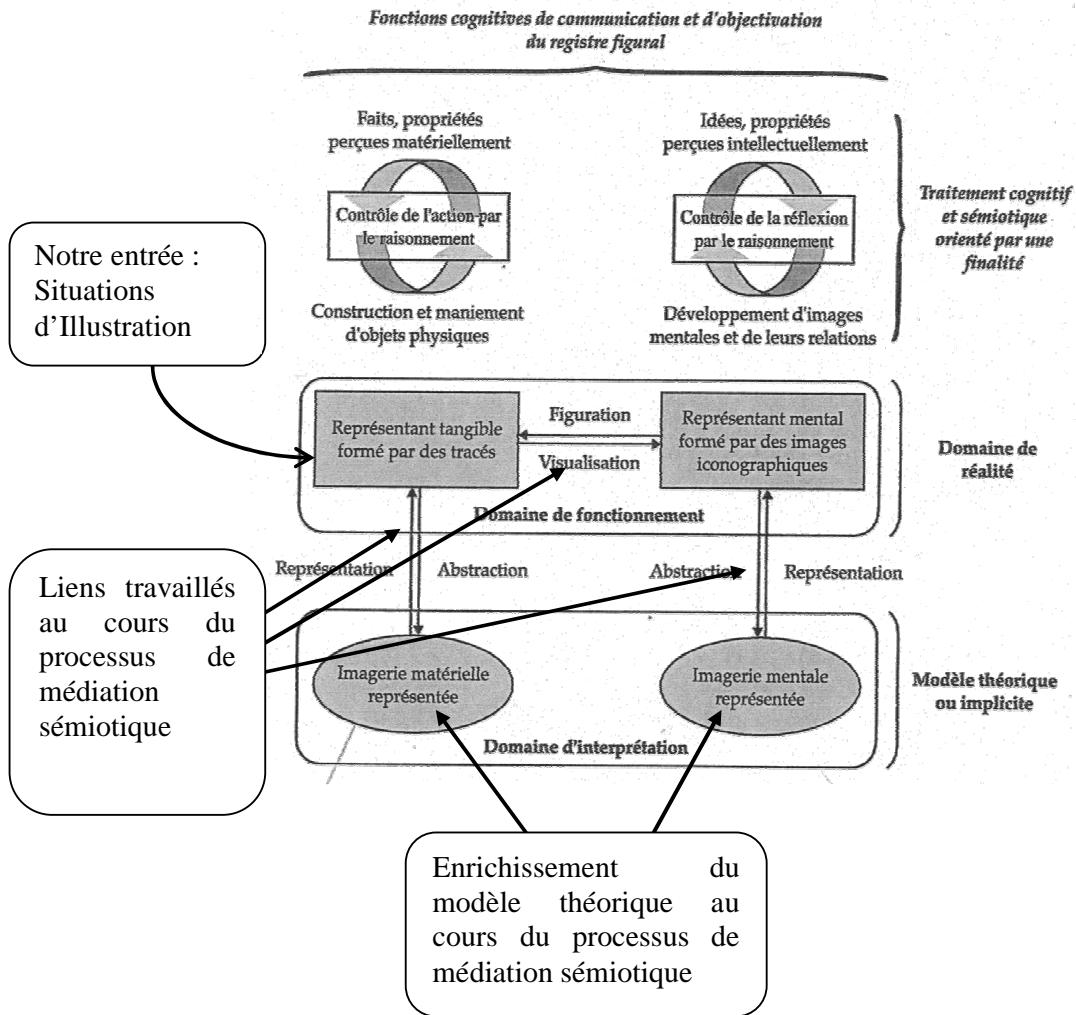 Fonctions cognitives de communication et d'objectivation
du registre figural
Faits, propriétés
perçues matériellement
Idées, propriétés
perçues intellectuellement
Contrôle de l'action par
le raisonnement
Contrôle de la réflexion
par le raisonnement
Traitement cognitif
et sémiotique
orienté par une
finalité
Construction et maniement
d'objets physiques
Développement d'images
mentales et de leurs relations
Notre entrée :
Situations
d'Illustration
Représentant tangible
formé par des tracés
Figuration
Visualisation
Représentant mental
formé par des images
iconographiques
Domaine de
réalité
Domaine de fonctionnement
Liens travaillés
au cours du
processus de
médiation
sémiotique
Représentation
Abstraction
Abstraction
Représentation
Imagerie matérielle
représentée
Imagerie mentale
représentée
Modèle théorique
ou implicite
Domaine d'interprétation
Enrichissement du
modèle théorique au
cours du processus de
médiation sémiotique